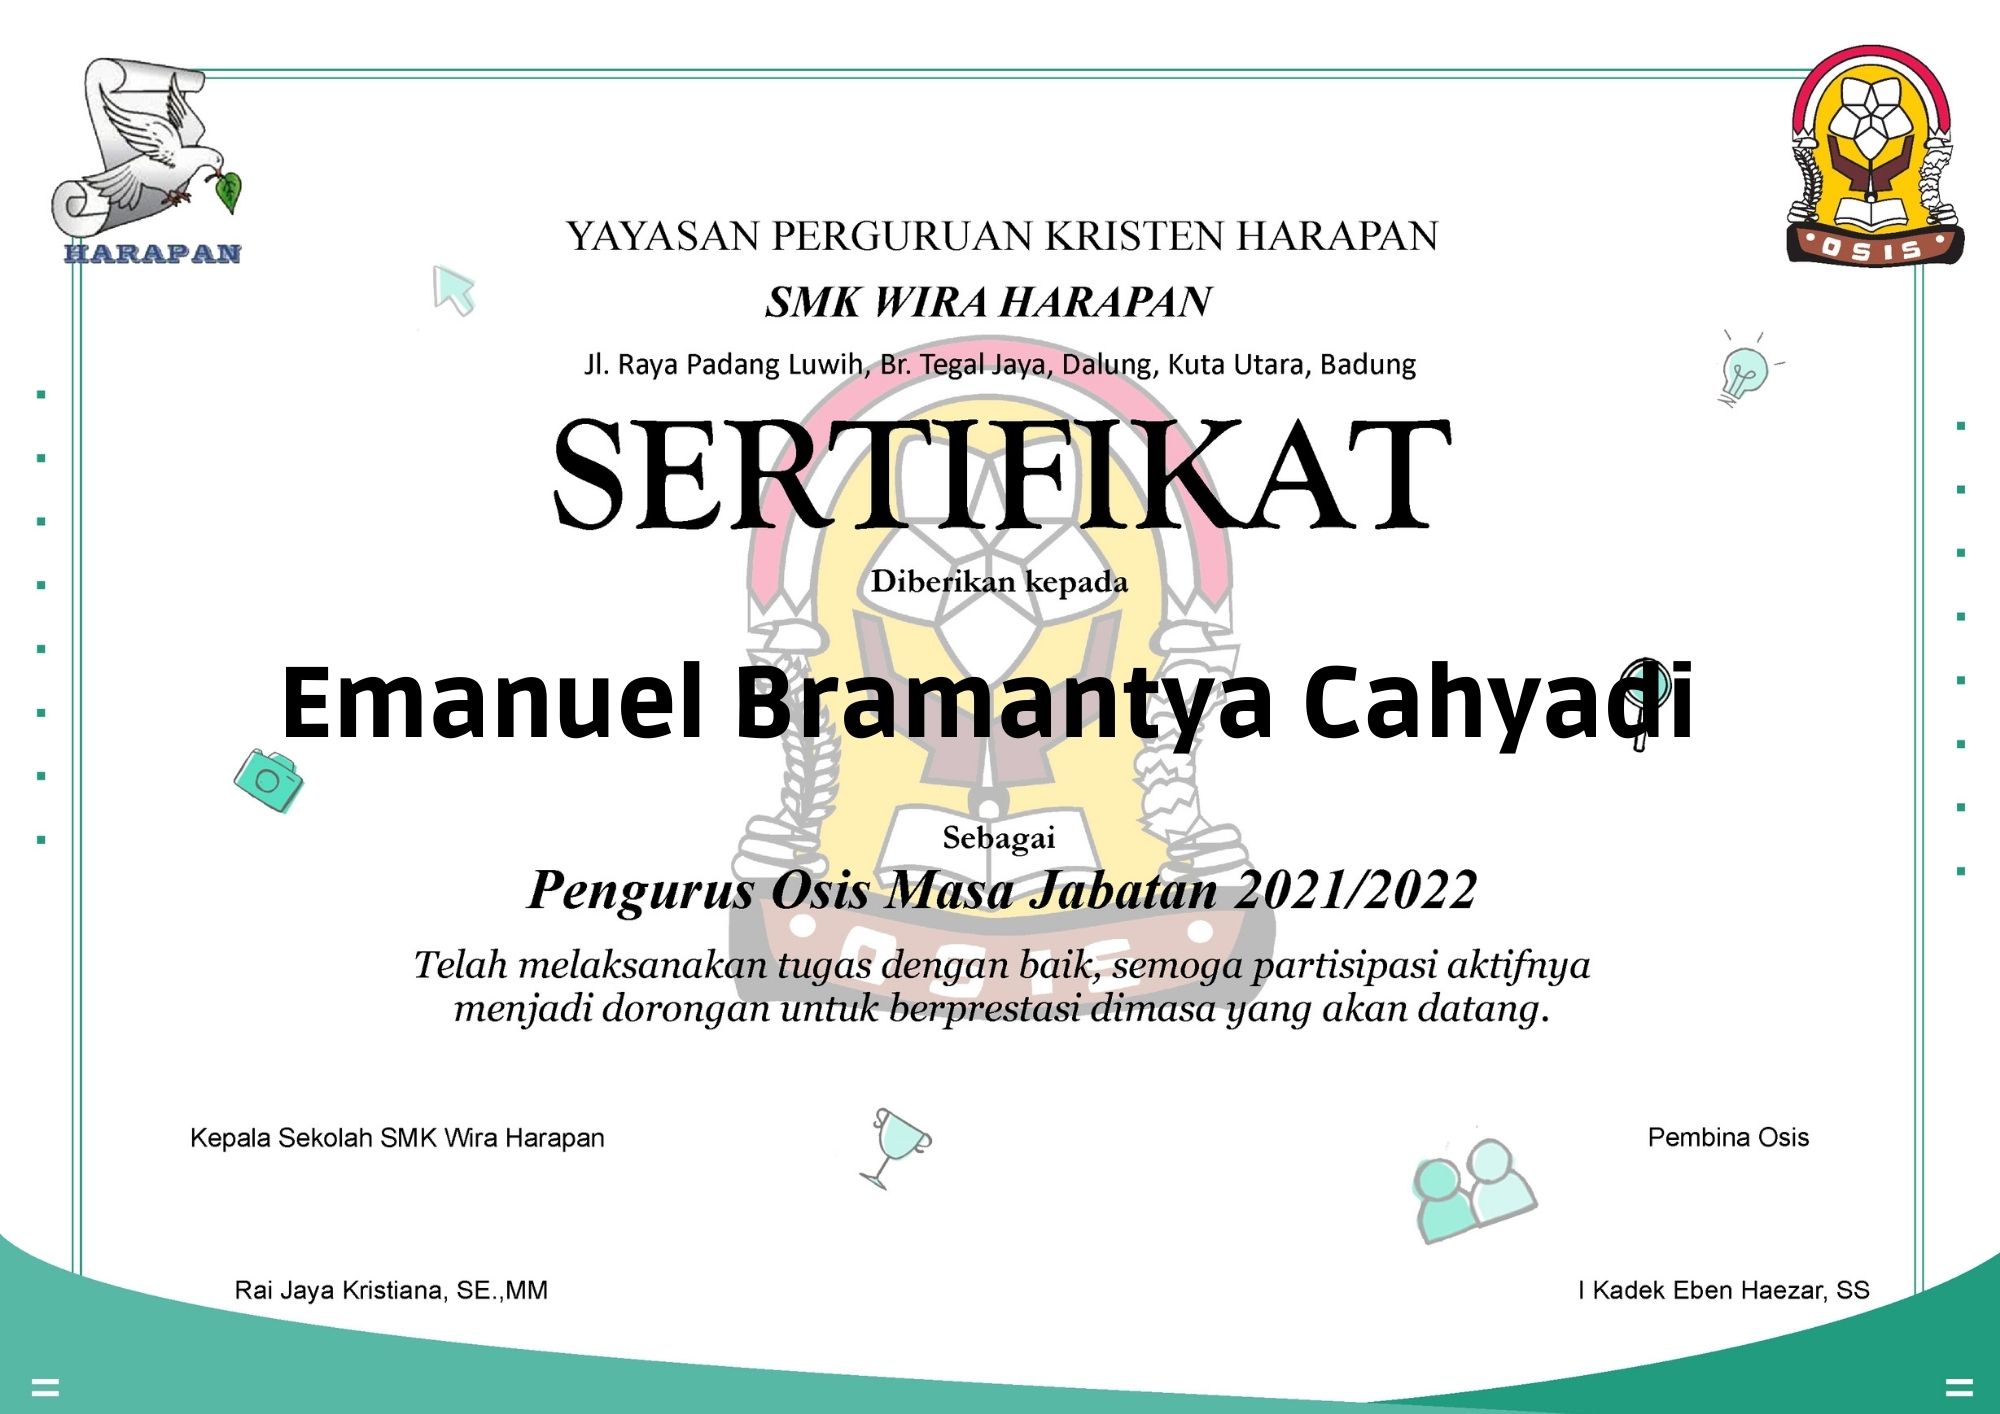 HARAPAN
OSIS
YAYASAN PERGURUAN KRISTEN HARAPAN
SMK WIRA HARAPAN
Jl. Raya Padang Luwih, Br. Tegal Jaya, Dalung, Kuta Utara, Badung
SERTIFIKAT
Diberikan kepada
Emanuel Bramantya Cahyadi
Sebagai
Pengurus Osis Masa Jabatan 2021/2022
OSIS
Telah melaksanakan tugas dengan baik, semoga partisipasi aktifnya
menjadi dorongan untuk berprestasi dimasa yang akan datang.
Kepala Sekolah SMK Wira Harapan
Pembina Osis
Rai Jaya Kristiana, SE.,MM
I Kadek Eben Haezar, SS